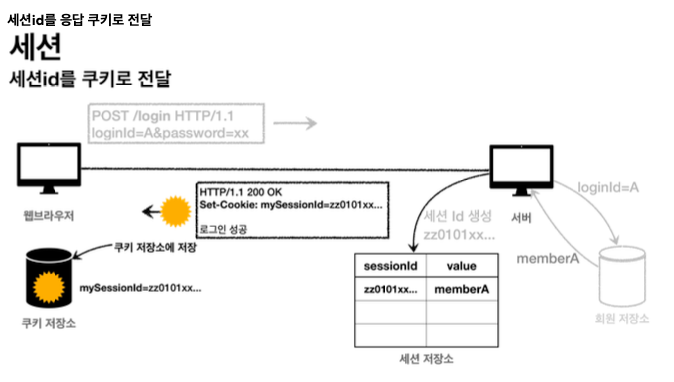 세션id를 응답 쿠키로 전달
세션
세션id를 쿠키로 전달
POST /login HTTP/1.1
loginId=A&password=xx
HTTP/1.1 200 OK
Set-Cookie: mySessionId=zz0101xx...
로그인 성공
웹브라우저
서버
loginId=A
세션 Id 생성
zz0101xx...
memberA
쿠키 저장소에 저장
mySessionId=zz0101xx...
쿠키 저장소
sessionId value
zz0101xx... memberA
세션 저장소
회원 저장소